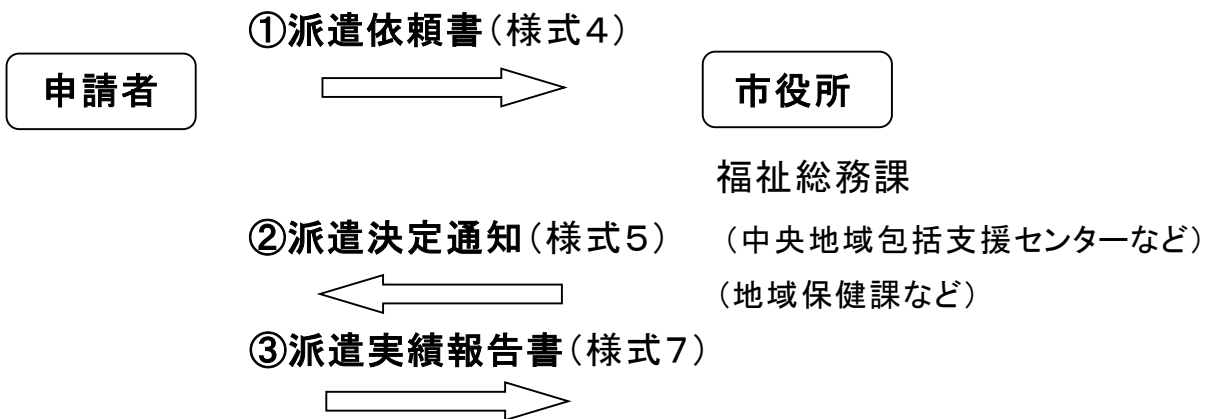 ①派遣依頼書(様式4)
申請者
市役所
福祉総務課
②派遣決定通知(様式5)
(中央地域包括支援センターなど)
(地域保健課など)
③派遣実績報告書(様式7)